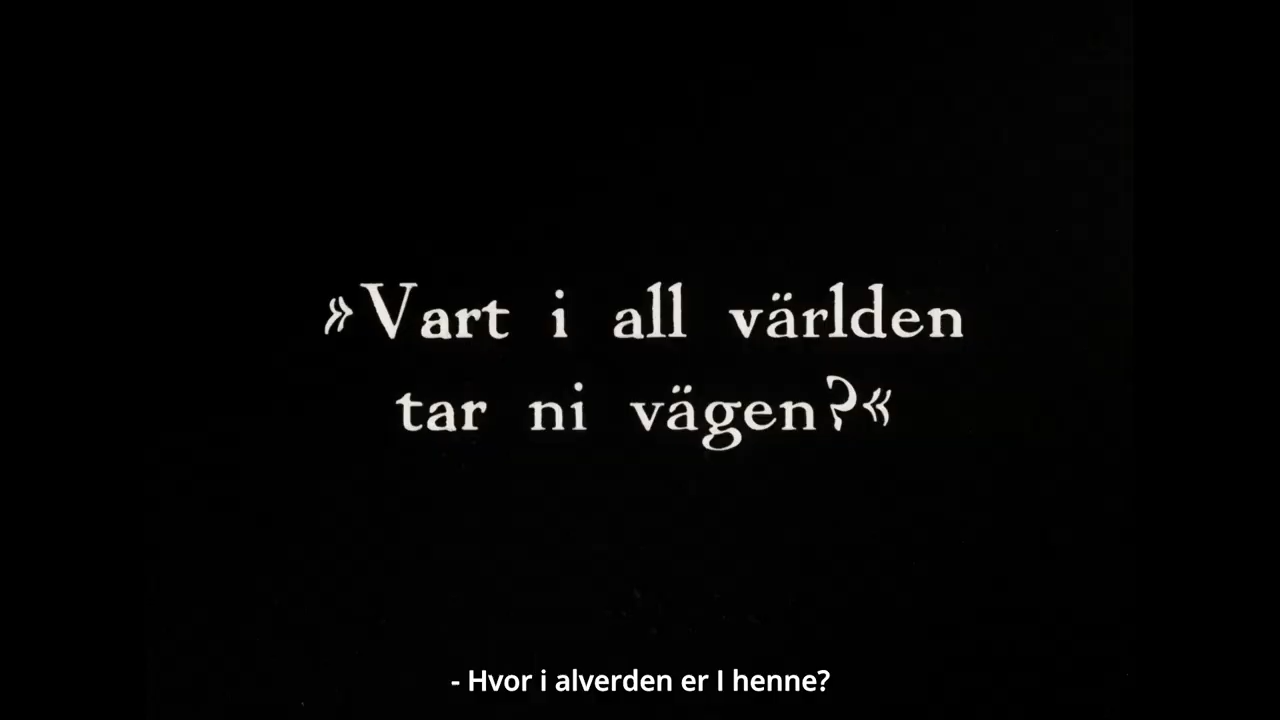 »Vart i all världen
tar ni vägen?«
- Hvor i alverden er I henne?